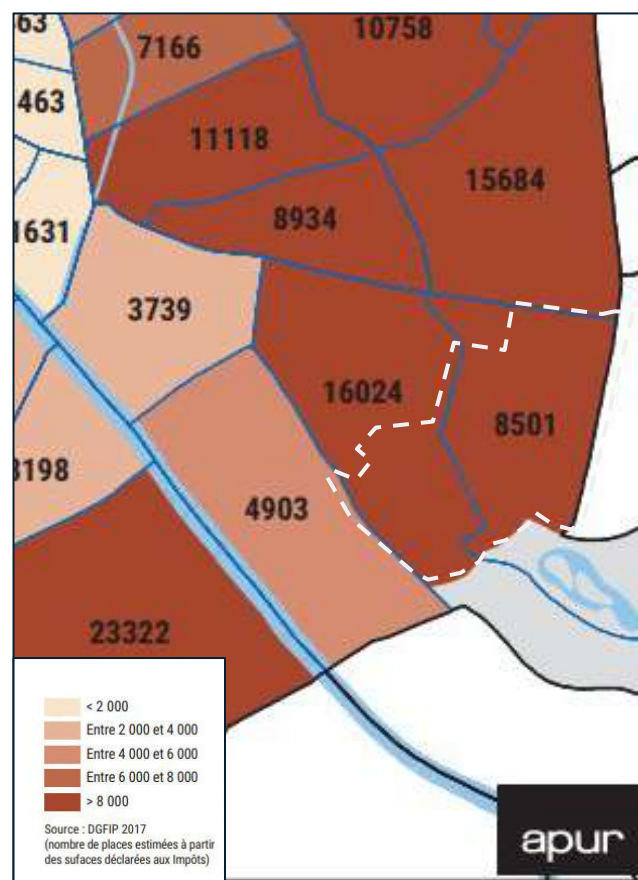 10758
7166
463
11118
15684
8934
1631
3739
16024
8501
4903
23322
< 2 000
Entre 2 000 et 4 000
Entre 4 000 et 6 000
Entre 6 000 et 8 000
> 8 000
Source : DGFIP 2017
(nombre de places estimées à partir
des sufaces déclarées aux Impôts)
apur